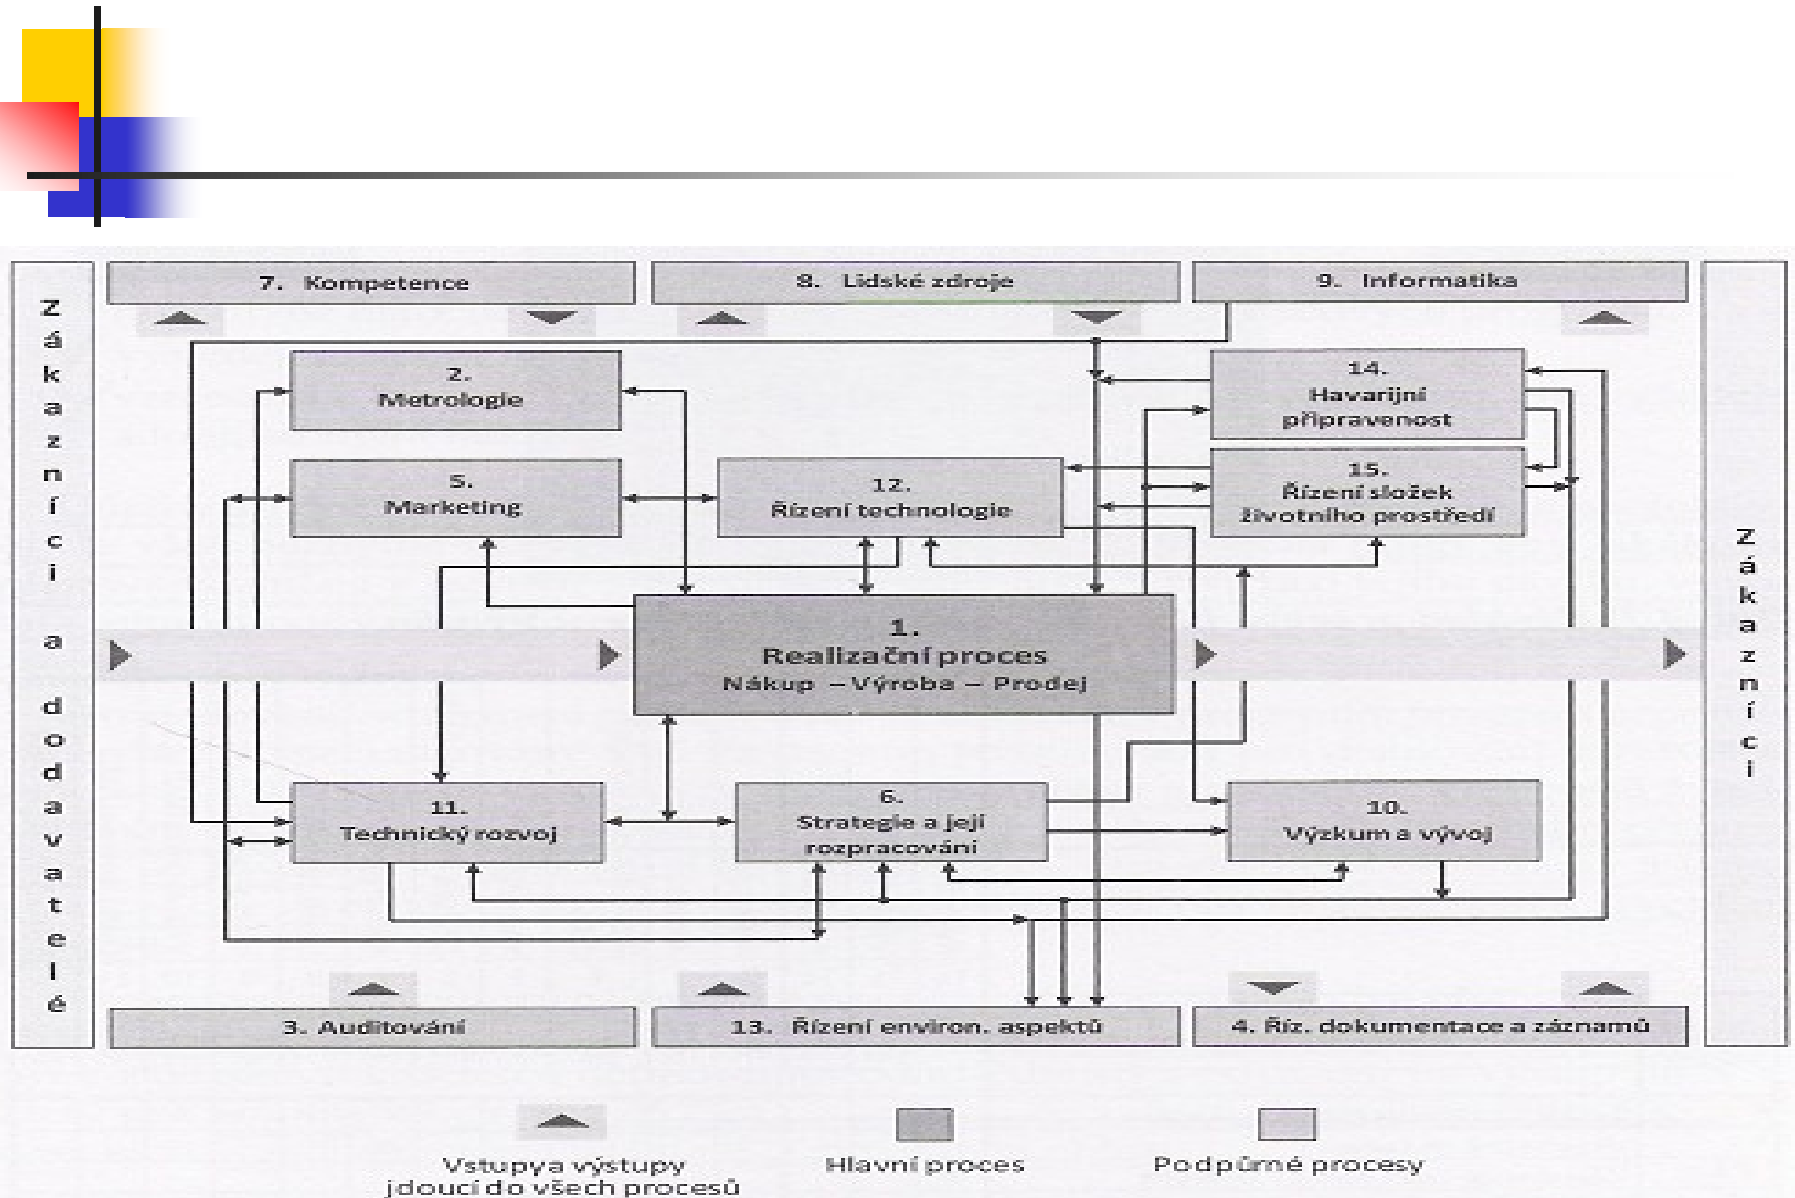 7. Kompetence
8. Lidské zdroje
9. Informatika
Zákazníci a dodavatelé
2.
Metrologie
14.
Havarijní
připravenost
5.
Marketing
12.
Řízení technologie
15.
Řízení složek
životního prostředí
Zákazníci
1.
Realizační proces
Nákup – Výroba – Prodej
11.
Technický rozvoj
6.
Strategie a její
rozpracování
10.
Výzkum a vývoj
3. Auditování
13. Řízení environ. aspektů
4. Říz. dokumentace a záznamů
Vstupy a výstupy
jdoucí do všech procesů
Hlavní proces
Podpůrné procesy